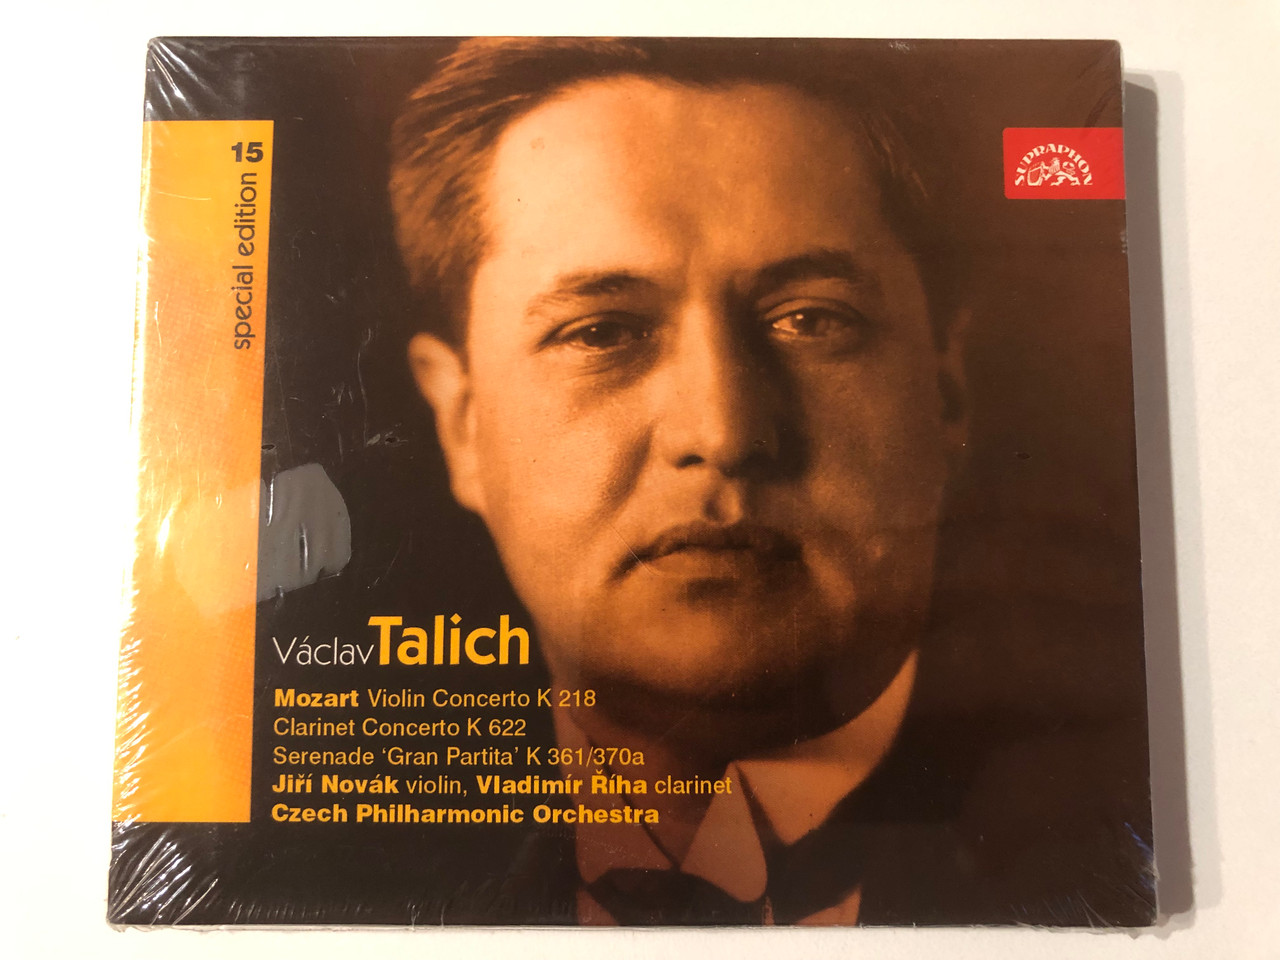 special edition 15
SUPRAPHON
Václav Talich
Mozart Violin Concerto K 218
Clarinet Concerto K 622
Serenade ‘Gran Partita’ K 361/370a
Jiří Novák violin, Vladimír Říha clarinet
Czech Philharmonic Orchestra